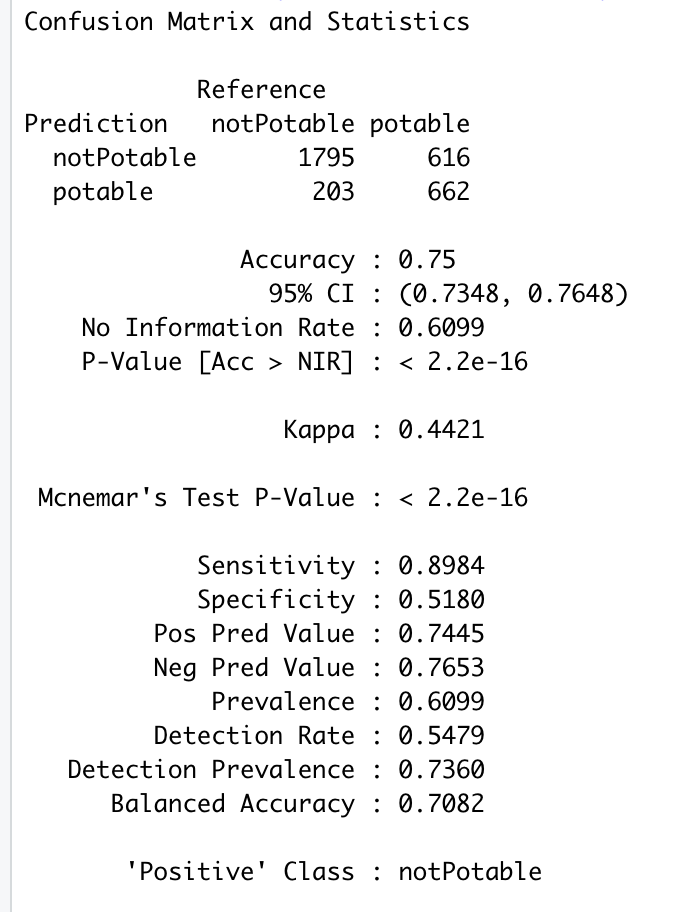 Confusion Matrix and Statistics
Reference
Prediction notPotable potable
notPotable 1795 616
potable 203 662
Accuracy : 0.75
95% CI : (0.7348, 0.7648)
No Information Rate : 0.6099
P-Value [Acc > NIR] : < 2.2e-16
Kappa : 0.4421
Mcnemar's Test P-Value : < 2.2e-16
Sensitivity : 0.8984
Specificity : 0.5180
Pos Pred Value : 0.7445
Neg Pred Value : 0.7653
Prevalence : 0.6099
Detection Rate : 0.5479
Detection Prevalence : 0.7360
Balanced Accuracy : 0.7082
'Positive' Class : notPotable